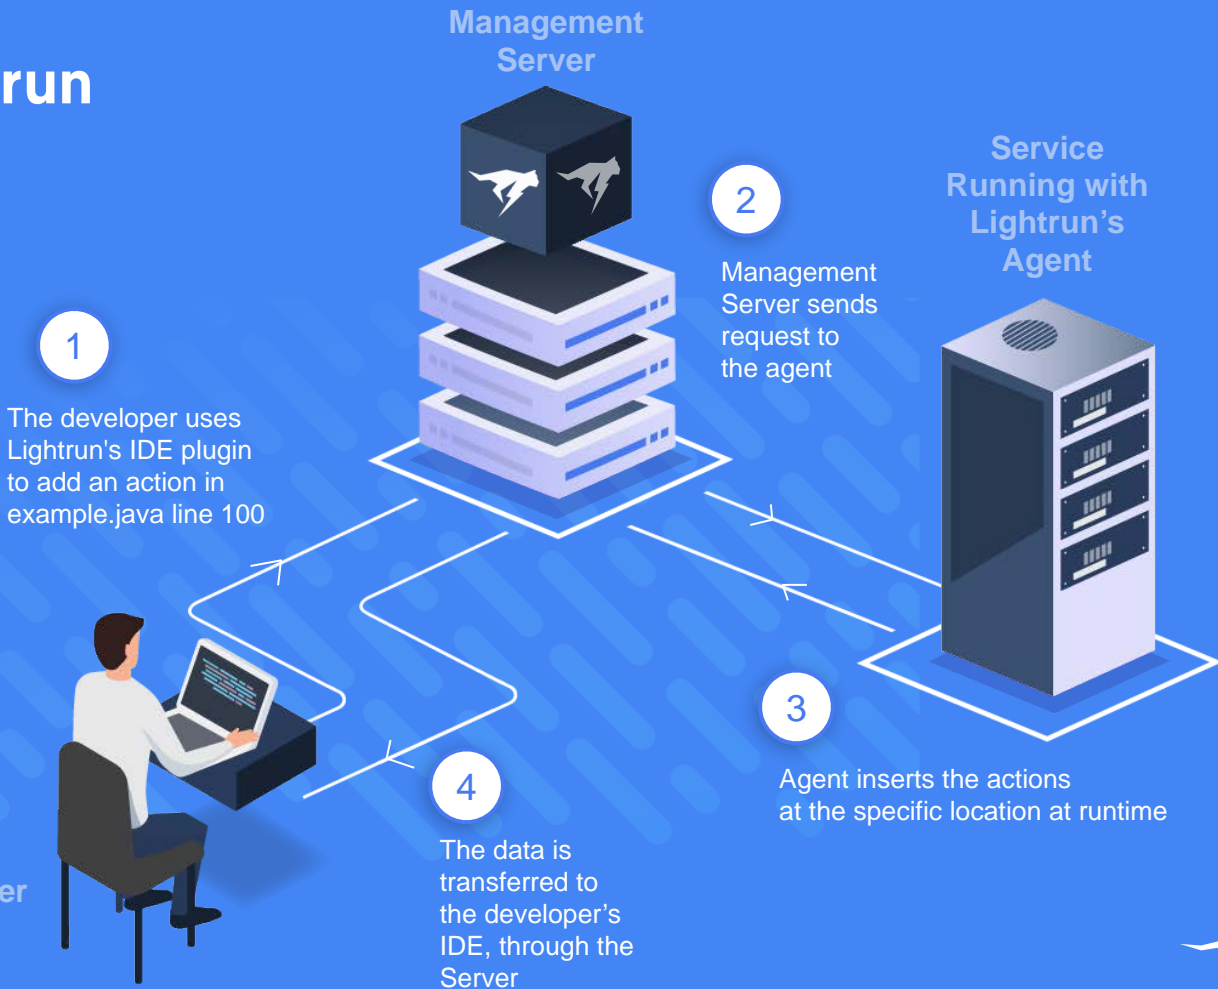 run
Management
Server
Service
Running with
Lightrun’s
Agent
1
The developer uses
Lightrun's IDE plugin
to add an action in
example.java line 100
2
Management
Server sends
request to
the agent
3
Agent inserts the actions
at the specific location at runtime
4
The data is
transferred to
the developer’s
IDE, through the
Server
er